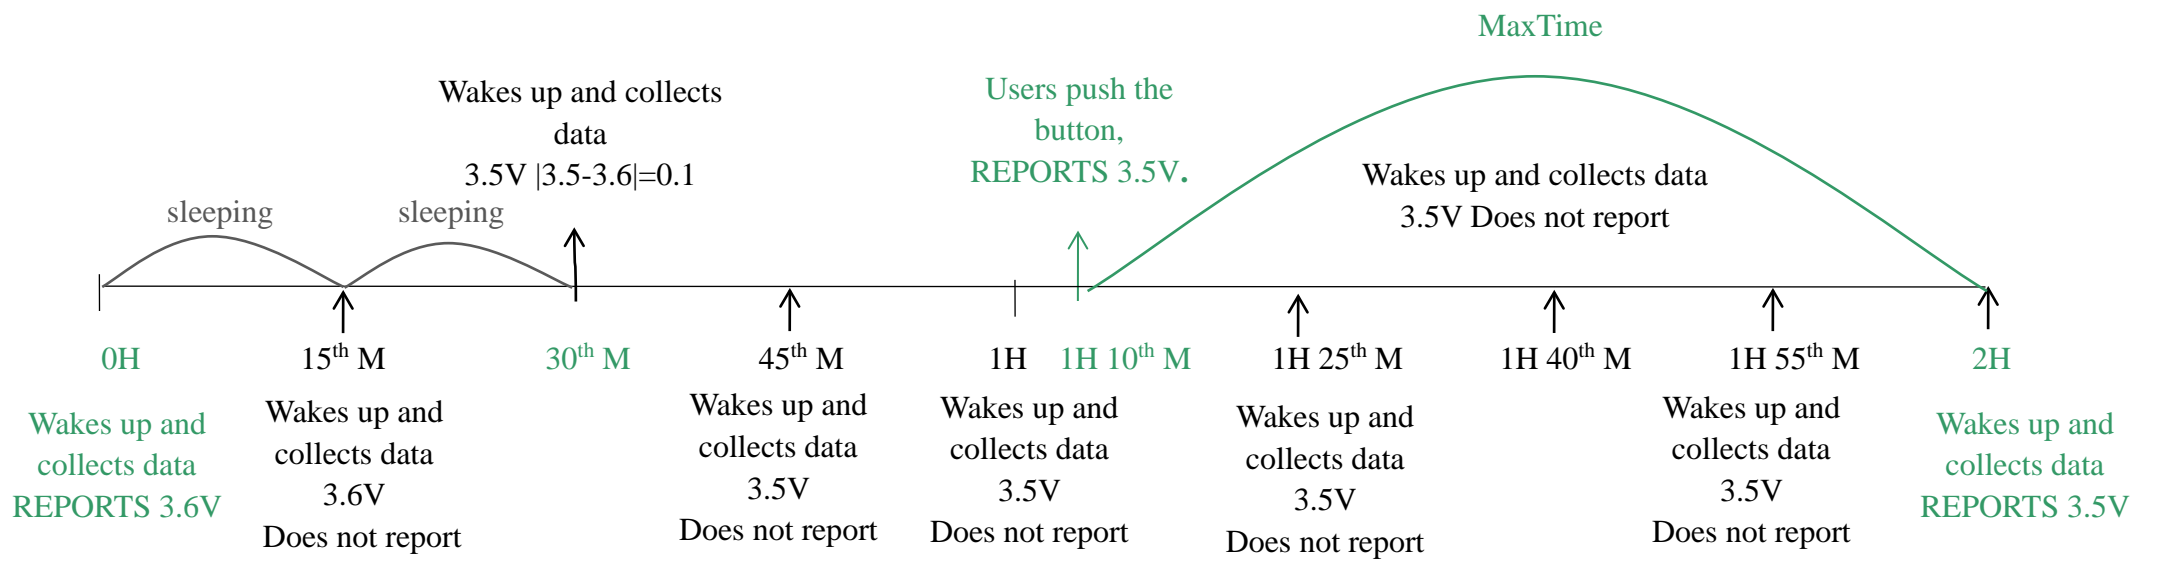 MaxTime
Wakes up and collects
data
3.5V |3.5-3.6|=0.1
Users push the
button,
REPORTS 3.5V.
Wakes up and collects data
3.5V Does not report
sleeping
sleeping
0H
15th M
30th M
45th M
1H
1H 10th M
1H 25th M
1H 40th M
1H 55th M
2H
Wakes up and
collects data
REPORTS 3.6V
Wakes up and
collects data
3.6V
Does not report
Wakes up and
collects data
3.5V
Does not report
Wakes up and
collects data
3.5V
Does not report
Wakes up and
collects data
3.5V
Does not report
Wakes up and
collects data
3.5V
Does not report
Wakes up and
collects data
REPORTS 3.5V